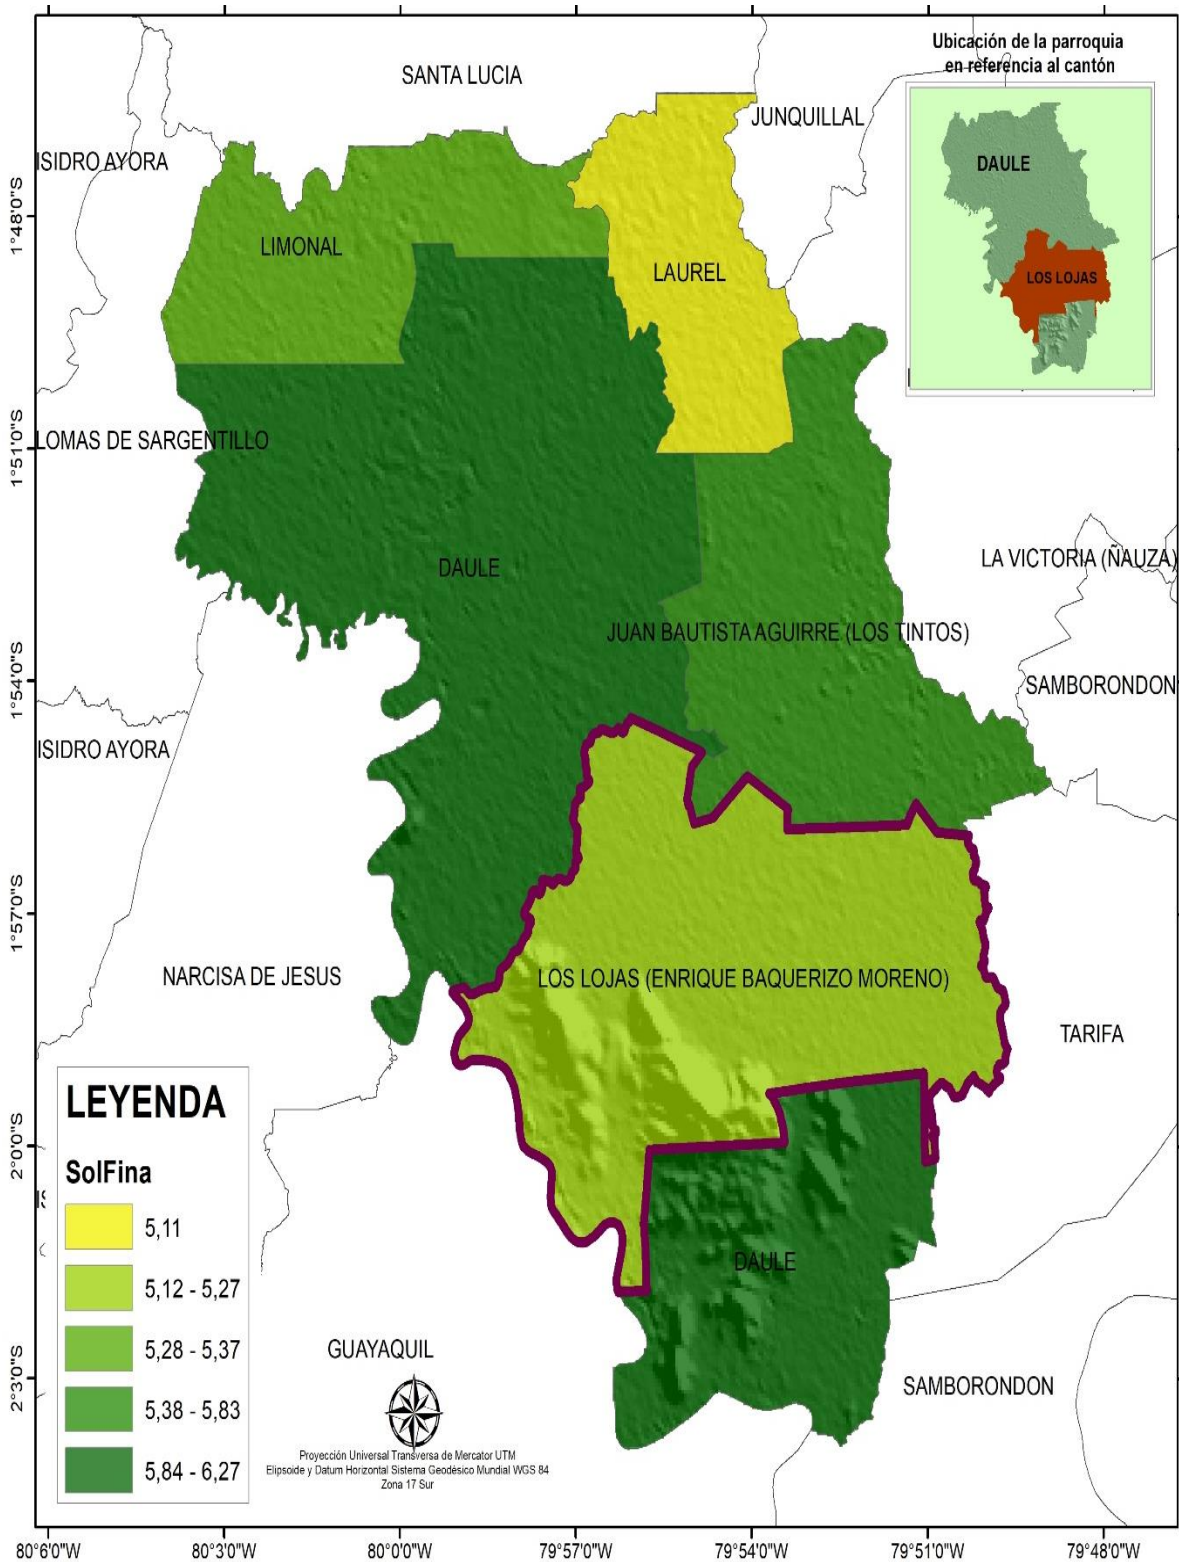 SANTA LUCIA
Ubicación de la parroquia
en referencia al cantón
JUNQUILLAL
ISIDRO AYORA
DAULE
LOS LOJAS
1°48'0"S
LIMONAL
LAUREL
1°51'0"S
LOMAS DE SARGENTILLO
DAULE
LA VICTORIA (ÑAUZA)
JUAN BAUTISTA AGUIRRE (LOS TINTOS)
1°54'0"S
SAMBORONDON
ISIDRO AYORA
1°57'0"S
NARCISA DE JESUS
LOS LOJAS (ENRIQUE BAQUERIZO MORENO)
TARIFA
LEYENDA
SolFina
5,11
5,12 - 5,27
5,28 - 5,37
5,38 - 5,83
5,84 - 6,27
2°0'0"S
DAULE
GUAYAQUIL
2°3'0"S
SAMBORONDON
Proyección Universal Transversa de Mercator UTM
Elipsoide y Datum Horizontal Sistema Geodésico Mundial WGS 84
Zona 17 Sur
80°6'0"W 80°3'0"W 80°0'0"W 79°57'0"W 79°54'0"W 79°51'0"W 79°48'0"W